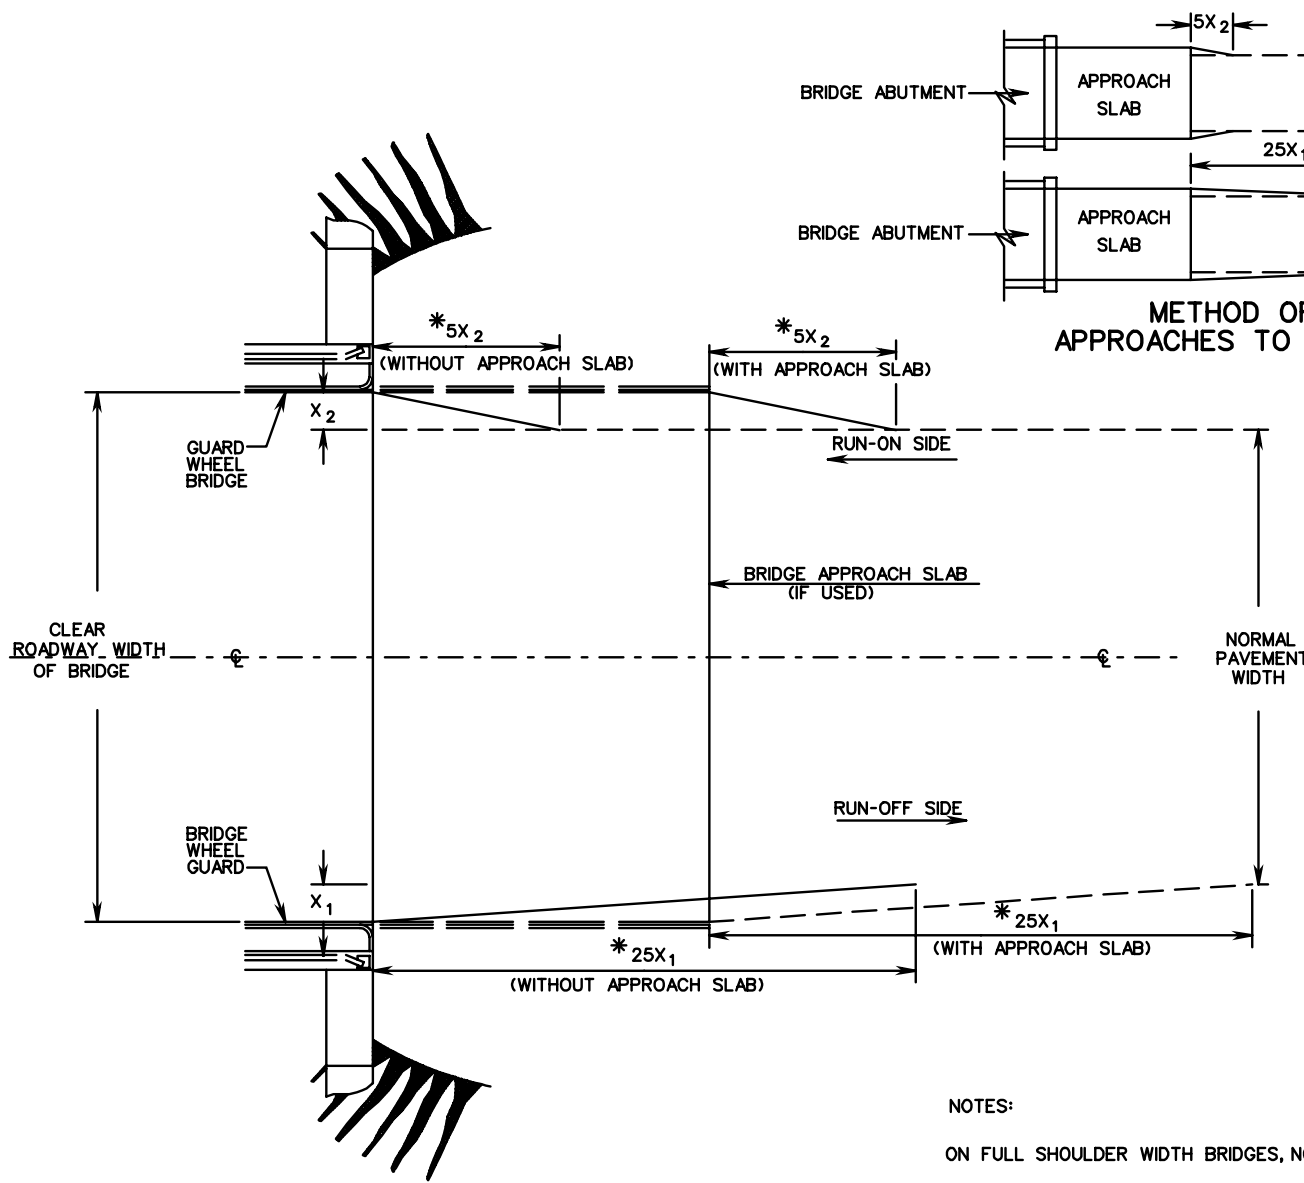 5X2
BRIDGE ABUTMENT
APPROACH
SLAB
25X1
BRIDGE ABUTMENT
APPROACH
SLAB
METHOD OF
APPROACHES TO
*5X2
(WITHOUT APPROACH SLAB)
*5X2
(WITH APPROACH SLAB)
X2
GUARD
WHEEL
BRIDGE
RUN-ON SIDE
BRIDGE APPROACH SLAB
(IF USED)
CLEAR
ROADWAY WIDTH
OF BRIDGE
℄
℄
NORMAL
PAVEMENT
WIDTH
RUN-OFF SIDE
BRIDGE
WHEEL
GUARD
X1
*25X1
(WITH APPROACH SLAB)
*25X1
(WITHOUT APPROACH SLAB)
NOTES:
ON FULL SHOULDER WIDTH BRIDGES,